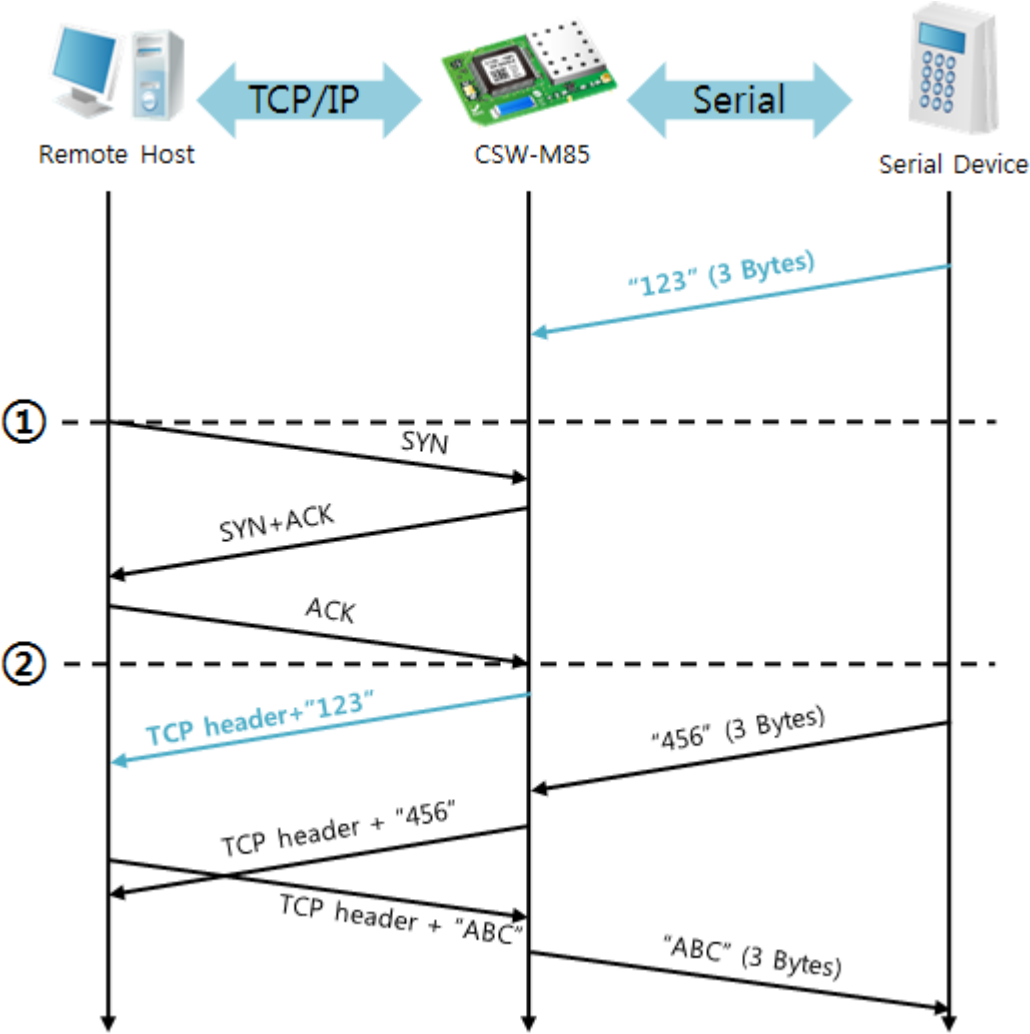 TCP/IP
Serial
Remote Host
CSW-M85
Serial Device
“123” (3 Bytes)
①
SYN
SYN+ACK
ACK
②
TCP header+“123”
“456” (3 Bytes)
TCP header + “456”
TCP header + “ABC”
“ABC” (3 Bytes)